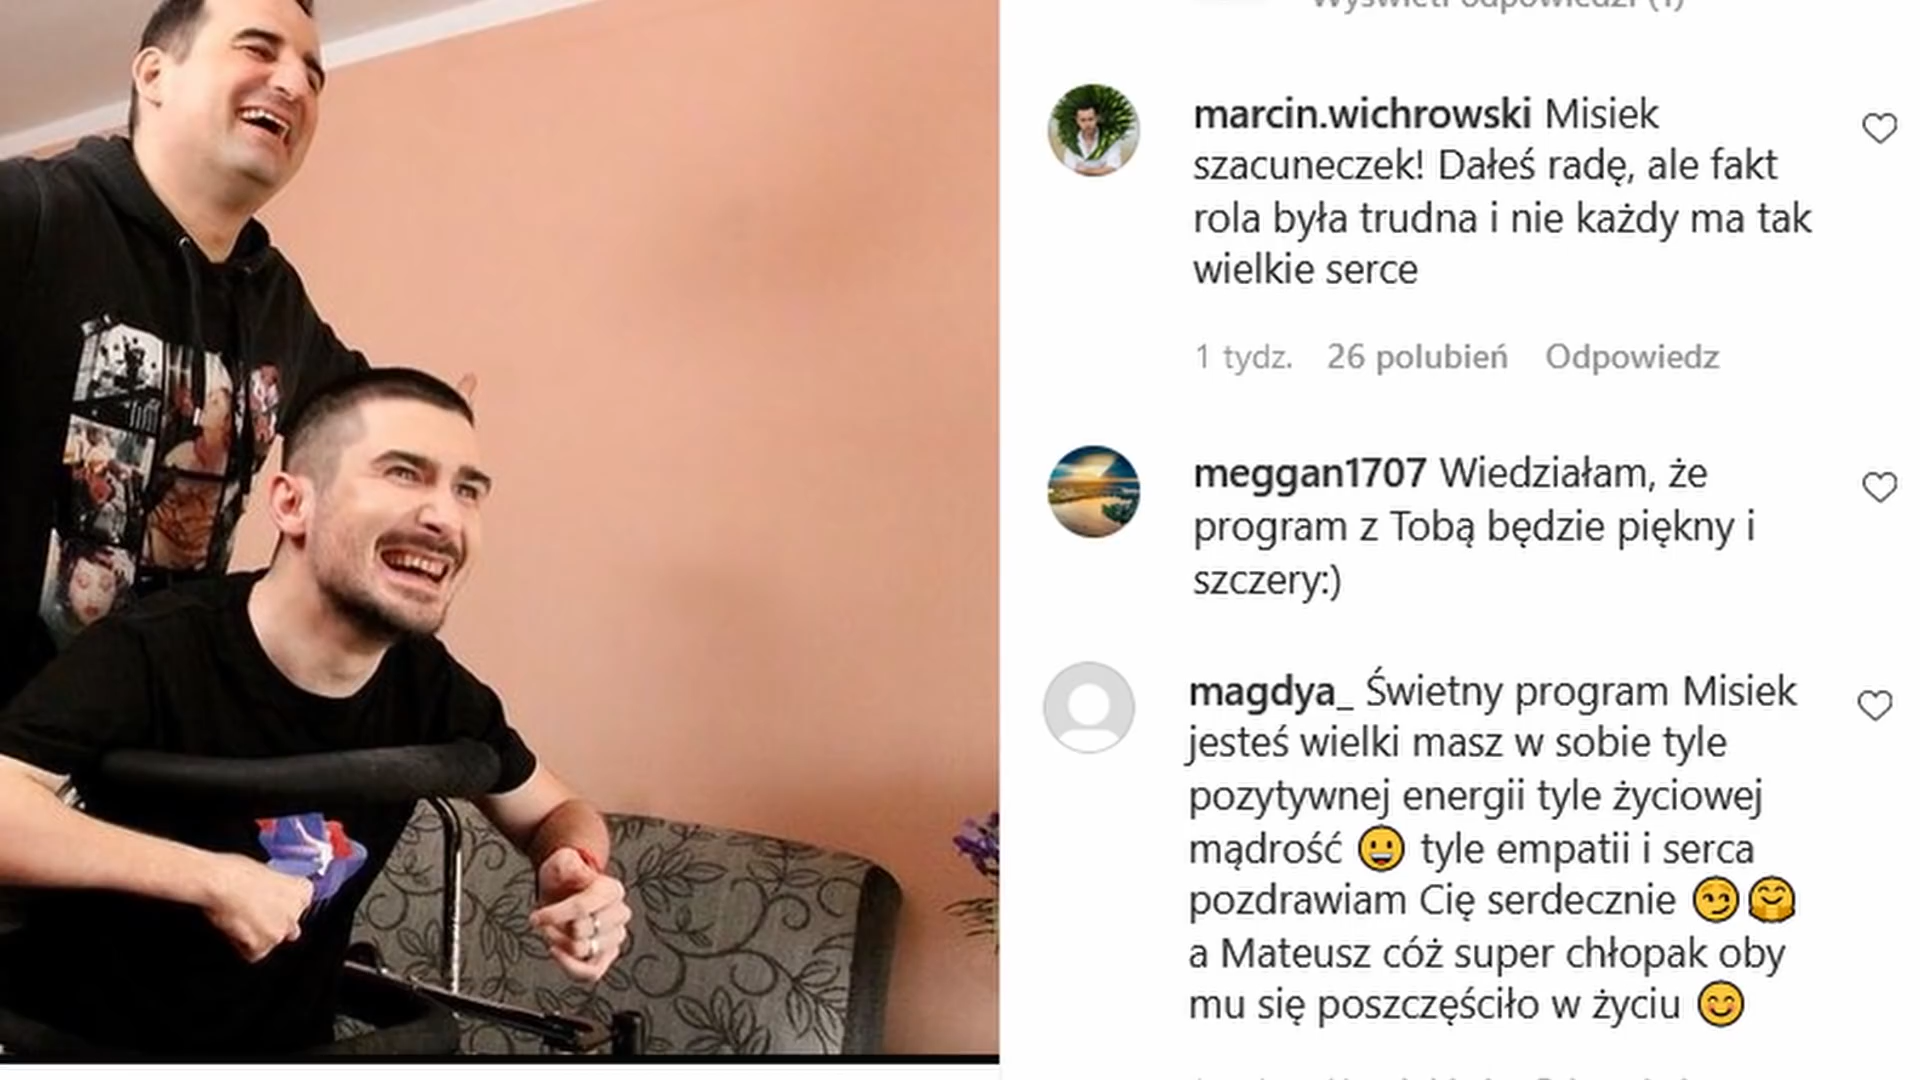 Wyświetl odpowiedzi (1)
marcin.wichrowski Misiek
szacuneczek! Dałeś radę, ale fakt
rola była trudna i nie każdy ma tak
wielkie serce
1 tydz. 26 polubień Odpowiedz
meggan1707 Wiedziałam, że
program z Tobą będzie piękny i
szczery:)
magdya_ Świetny program Misiek
jesteś wielki masz w sobie tyle
pozytywnej energii tyle życiowej
mądrość 😀 tyle empatii i serca
pozdrawiam Cię serdecznie 😏🤗
a Mateusz cóż super chłopak oby
mu się poszczęściło w życiu 😊